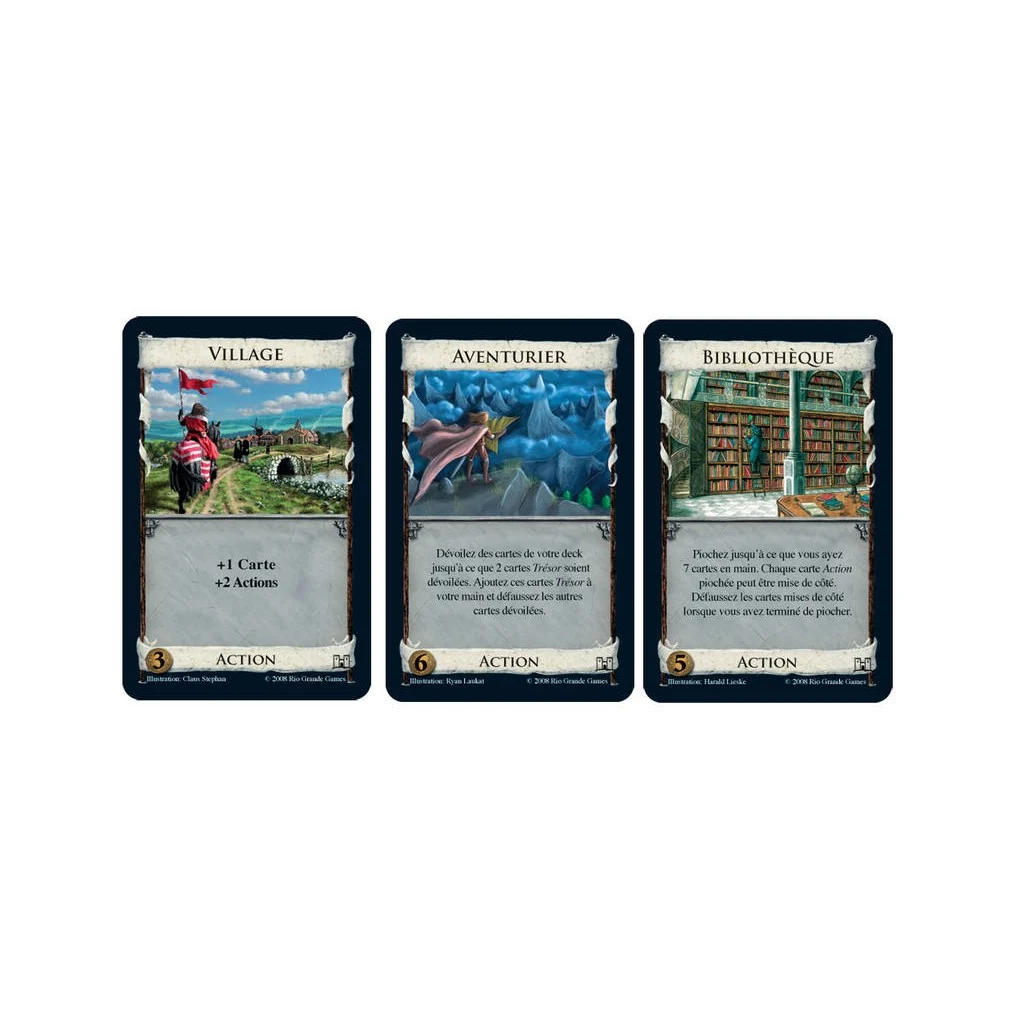 VILLAGE
+1 Carte
+2 Actions
3
ACTION
Illustration: Claus Stephan
© 2008 Rio Grande Games
AVENTURIER
Dévoilez des cartes de votre deck
jusqu'à ce que 2 cartes Trésor soient
dévoilées. Ajoutez ces cartes Trésor à
votre main et défaussez les autres
cartes dévoilées.
6
ACTION
Illustration: Ryan Laukat
© 2008 Rio Grande Games
BIBLIOTHÈQUE
Piochez jusqu'à ce que vous ayez
7 cartes en main. Chaque carte Action
piochée peut être mise de côté.
Défaussez les cartes mises de côté
lorsque vous avez terminé de piocher.
5
ACTION
Illustration: Harald Lieske
© 2008 Rio Grande Games